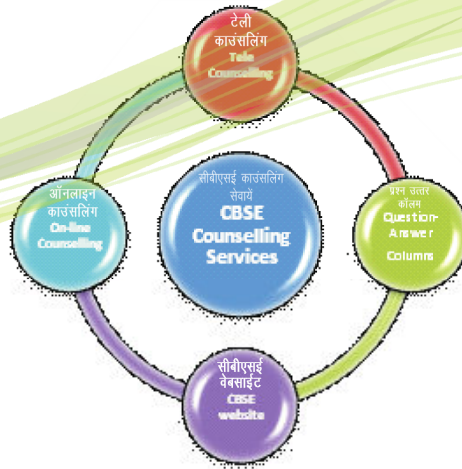 टेली
काउंसलिंग
Tele
Counselling
सीबीएसई काउंसलिंग
सेवायें
CBSE
Counselling
Services
ऑनलाइन
काउंसलिंग
On-line
Counselling
प्रश्न उत्तर
कॉलम
Question-
Answer
Columns
सीबीएसई
वेबसाईट
CBSE
website